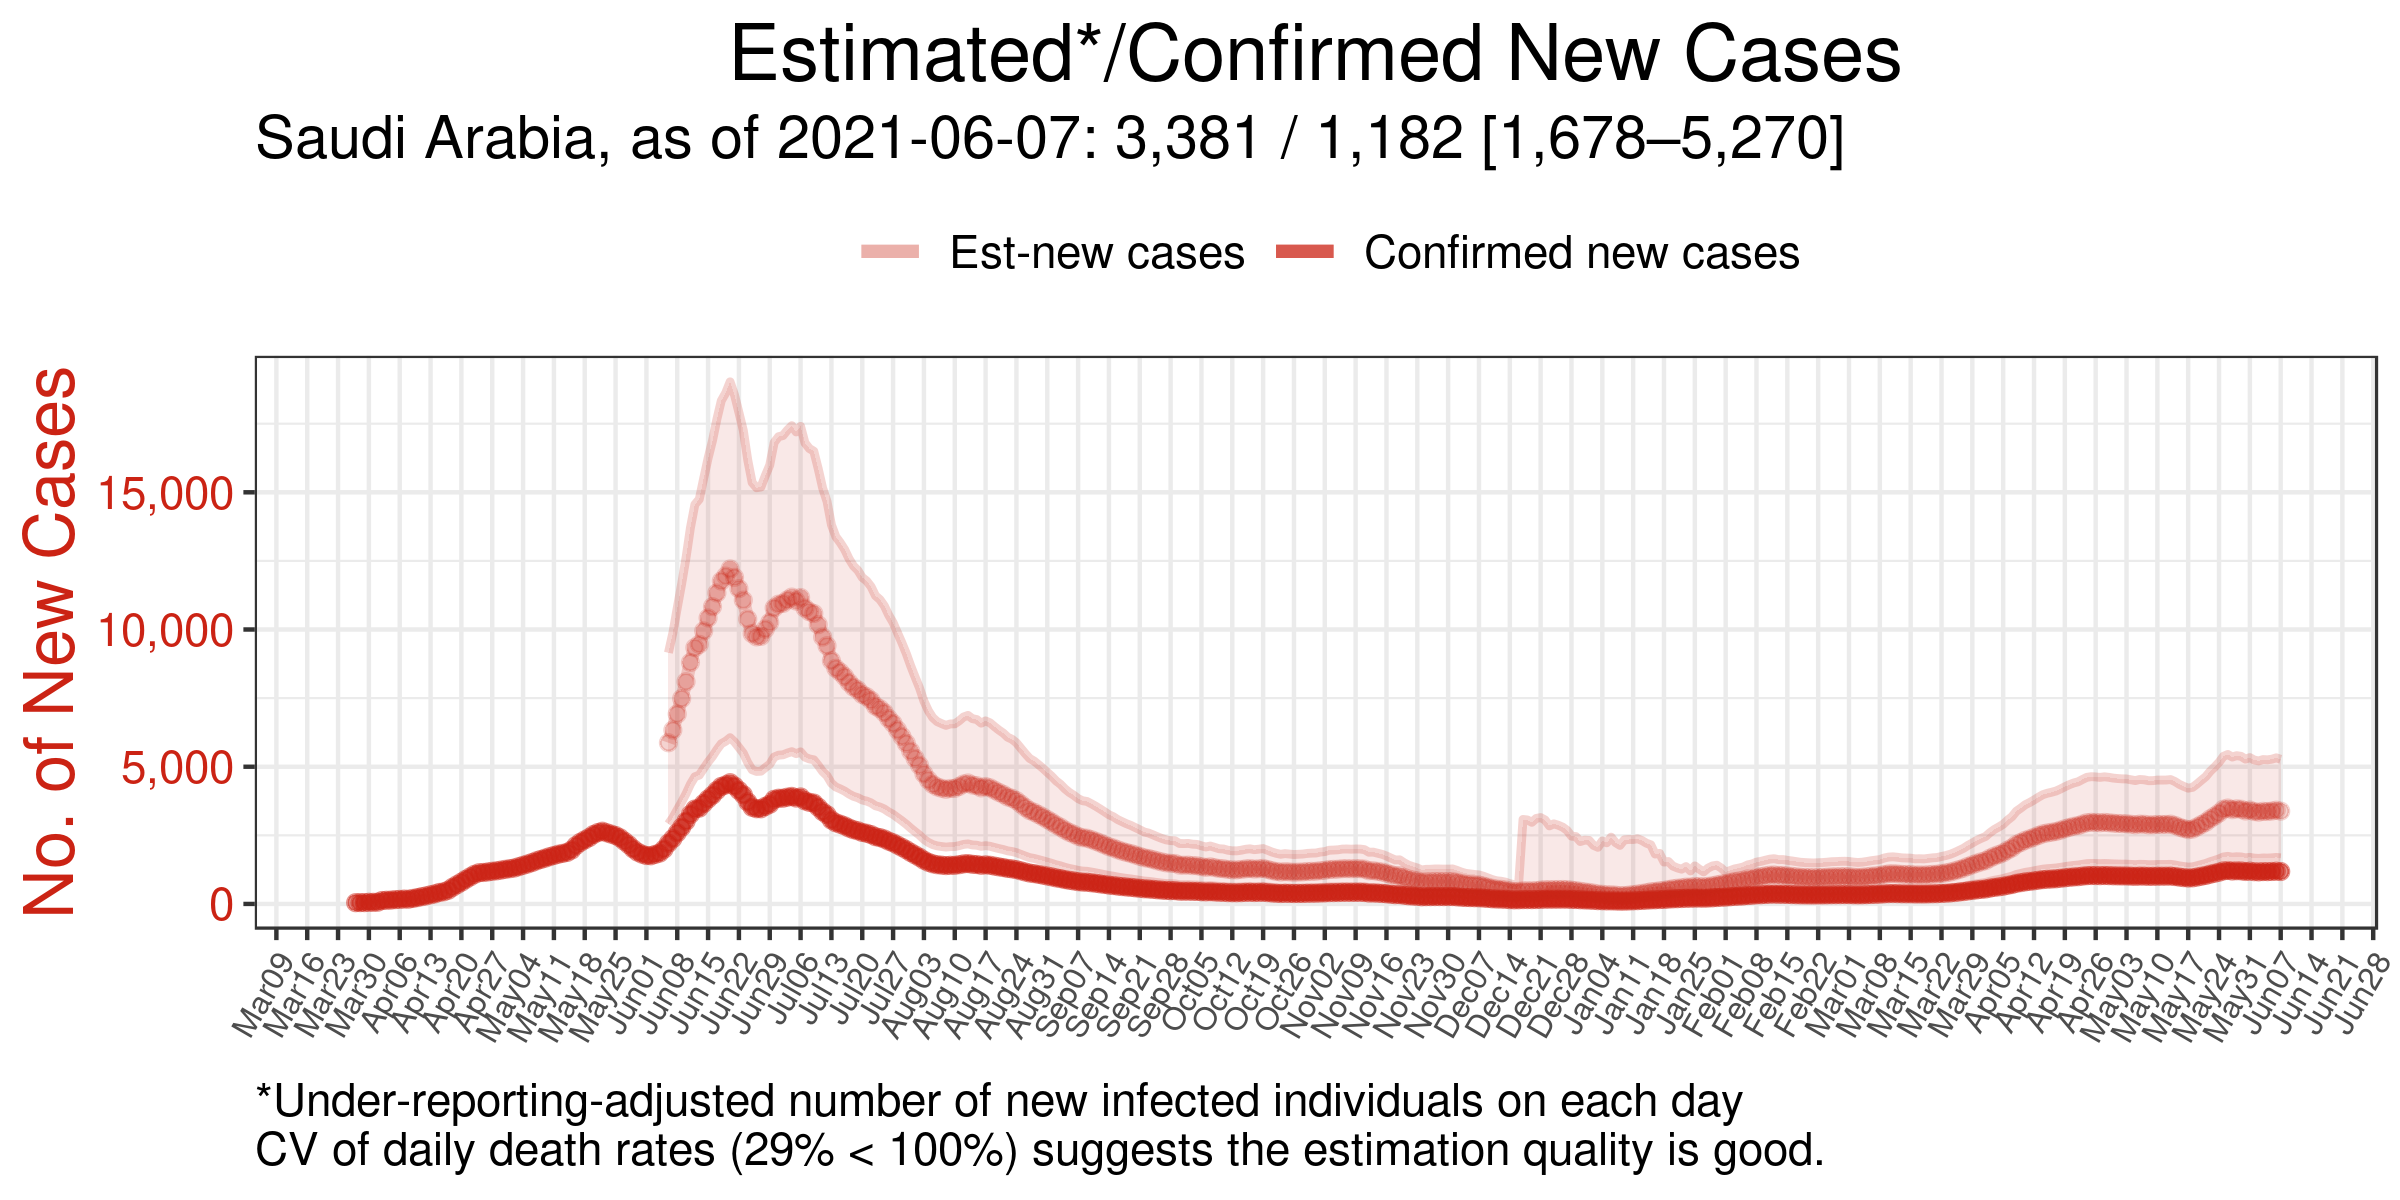 Estimated*/Confirmed New Cases
Saudi Arabia, as of 2021-06-07: 3,381 / 1,182 [1,678–5,270]
Est-new cases
Confirmed new cases
No. of New Cases
15,000
10,000
5,000
0
Mar09
Mar16
Mar23
Mar30
Apr06
Apr13
Apr20
Apr27
May04
May11
May18
May25
Jun01
Jun08
Jun15
Jun22
Jun29
Jul06
Jul13
Jul20
Jul27
Aug03
Aug10
Aug17
Aug24
Aug31
Sep07
Sep14
Sep21
Sep28
Oct05
Oct12
Oct19
Oct26
Nov02
Nov09
Nov16
Nov23
Nov30
Dec07
Dec14
Dec21
Dec28
Jan04
Jan11
Jan18
Jan25
Feb01
Feb08
Feb15
Feb22
Mar01
Mar08
Mar15
Mar22
Mar29
Apr05
Apr12
Apr19
Apr26
May03
May10
May17
May24
May31
Jun07
Jun14
Jun21
Jun28
*Under-reporting-adjusted number of new infected individuals on each day
CV of daily death rates (29% < 100%) suggests the estimation quality is good.